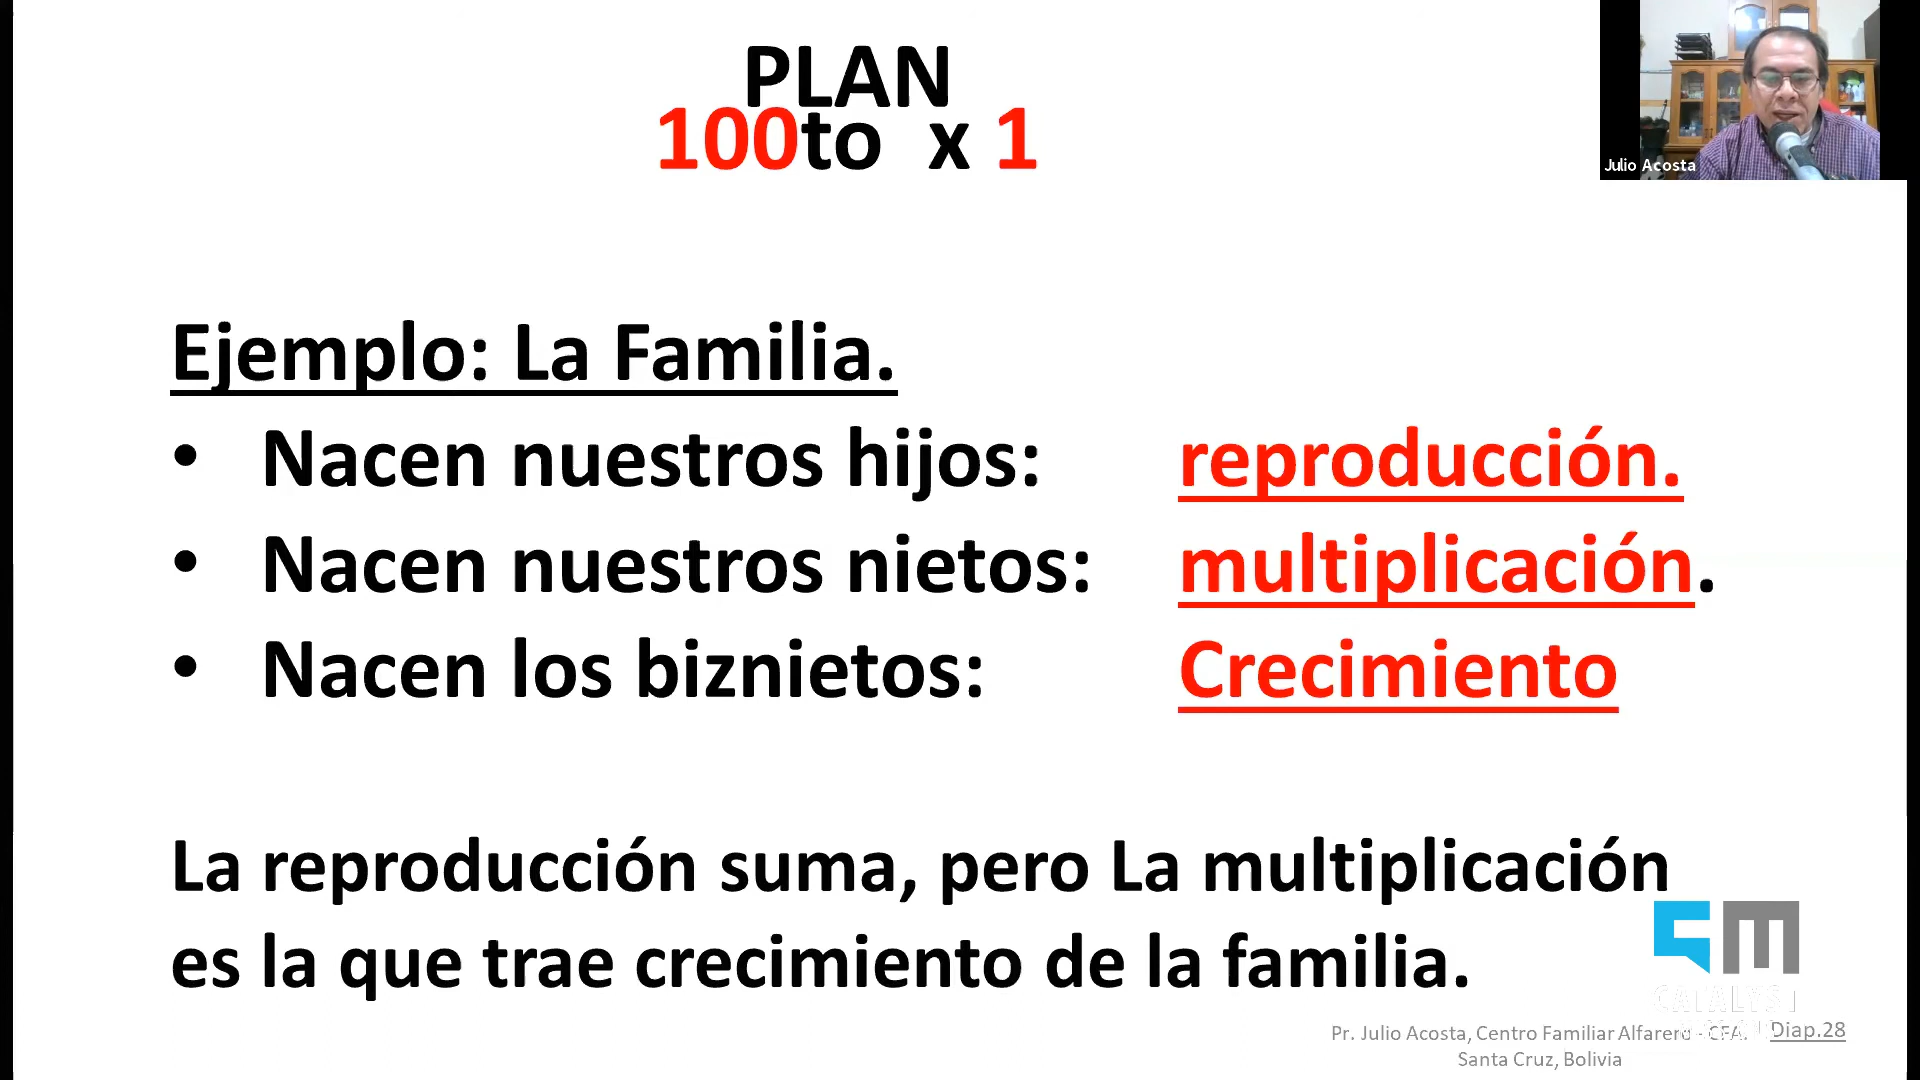 PLAN
100to x 1
Julio Acosta
Ejemplo: La Familia.
• Nacen nuestros hijos: reproducción.
• Nacen nuestros nietos: multiplicación.
• Nacen los biznietos: Crecimiento
La reproducción suma, pero La multiplicación
es la que trae crecimiento de la familia.
CATALYST
Pr. Julio Acosta, Centro Familiar Alfarero - CFA. Diap.28
Santa Cruz, Bolivia